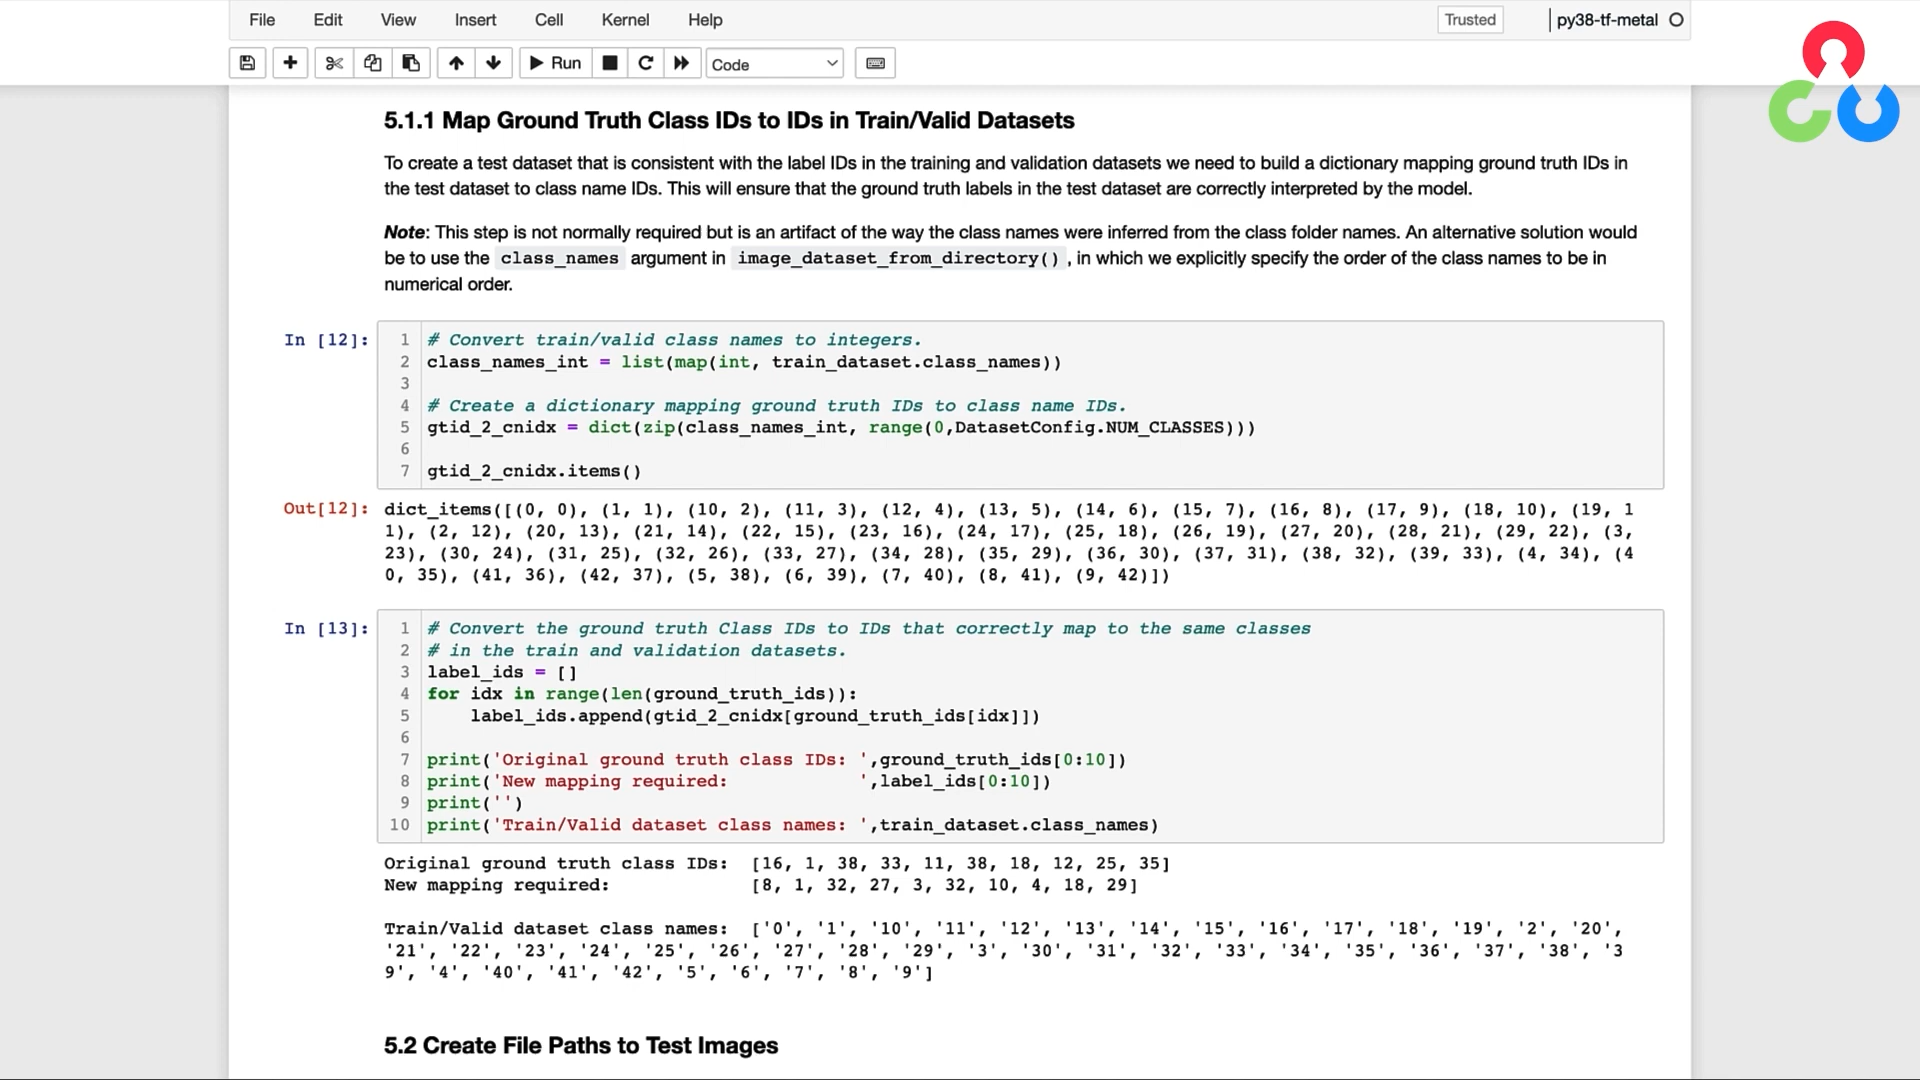 File Edit View Insert Cell Kernel Help Trusted py38-tf-metal
Run Code
5.1.1 Map Ground Truth Class IDs to IDs in Train/Valid Datasets
To create a test dataset that is consistent with the label IDs in the training and validation datasets we need to build a dictionary mapping ground truth IDs in
the test dataset to class name IDs. This will ensure that the ground truth labels in the test dataset are correctly interpreted by the model.
Note: This step is not normally required but is an artifact of the way the class names were inferred from the class folder names. An alternative solution would
be to use the class_names argument in image_dataset_from_directory() , in which we explicitly specify the order of the class names to be in
numerical order.
In [12]: 1 # Convert train/valid class names to integers.
2 class_names_int = list(map(int, train_dataset.class_names))
3
4 # Create a dictionary mapping ground truth IDs to class name IDs.
5 gtid_2_cnidx = dict(zip(class_names_int, range(0,DatasetConfig.NUM_CLASSES)))
6
7 gtid_2_cnidx.items()
Out[12]: dict_items([(0, 0), (1, 1), (10, 2), (11, 3), (12, 4), (13, 5), (14, 6), (15, 7), (16, 8), (17, 9), (18, 10), (19, 1
1), (2, 12), (20, 13), (21, 14), (22, 15), (23, 16), (24, 17), (25, 18), (26, 19), (27, 20), (28, 21), (29, 22), (3,
23), (30, 24), (31, 25), (32, 26), (33, 27), (34, 28), (35, 29), (36, 30), (37, 31), (38, 32), (39, 33), (4, 34), (4
0, 35), (41, 36), (42, 37), (5, 38), (6, 39), (7, 40), (8, 41), (9, 42)])
In [13]: 1 # Convert the ground truth Class IDs to IDs that correctly map to the same classes
2 # in the train and validation datasets.
3 label_ids = []
4 for idx in range(len(ground_truth_ids)):
5 label_ids.append(gtid_2_cnidx[ground_truth_ids[idx]])
6
7 print('Original ground truth class IDs: ',ground_truth_ids[0:10])
8 print('New mapping required:            ',label_ids[0:10])
9 print('')
10 print('Train/Valid dataset class names: ',train_dataset.class_names)
Original ground truth class IDs:  [16, 1, 38, 33, 11, 38, 18, 12, 25, 35]
New mapping required:             [8, 1, 32, 27, 3, 32, 10, 4, 18, 29]
Train/Valid dataset class names:  ['0', '1', '10', '11', '12', '13', '14', '15', '16', '17', '18', '19', '2', '20',
'21', '22', '23', '24', '25', '26', '27', '28', '29', '3', '30', '31', '32', '33', '34', '35', '36', '37', '38', '3
9', '4', '40', '41', '42', '5', '6', '7', '8', '9']
5.2 Create File Paths to Test Images